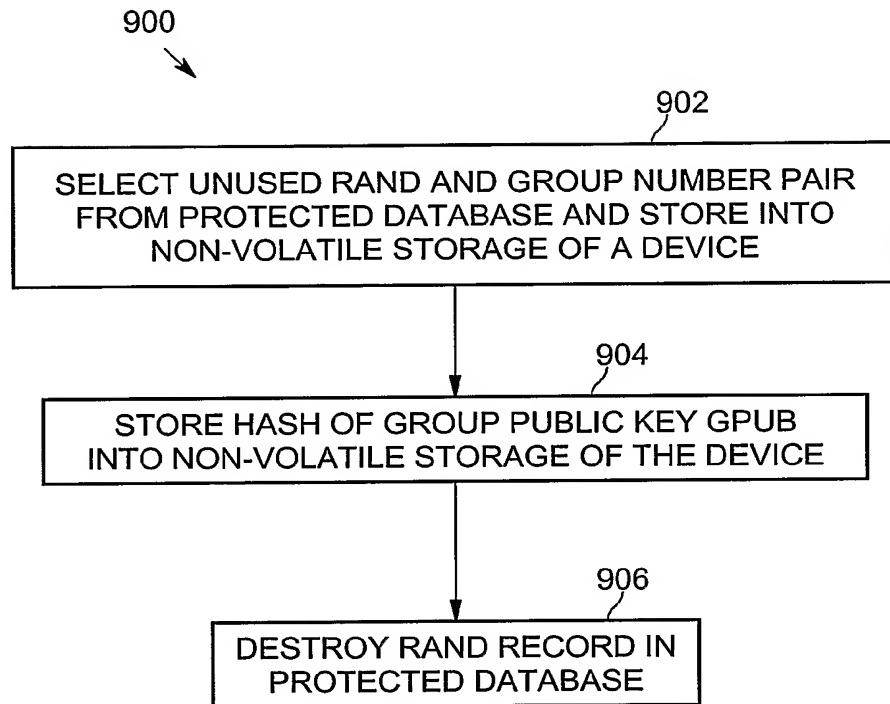 900
902
SELECT UNUSED RAND AND GROUP NUMBER PAIR
FROM PROTECTED DATABASE AND STORE INTO
NON-VOLATILE STORAGE OF A DEVICE
904
STORE HASH OF GROUP PUBLIC KEY GPUB
INTO NON-VOLATILE STORAGE OF THE DEVICE
906
DESTROY RAND RECORD IN
PROTECTED DATABASE